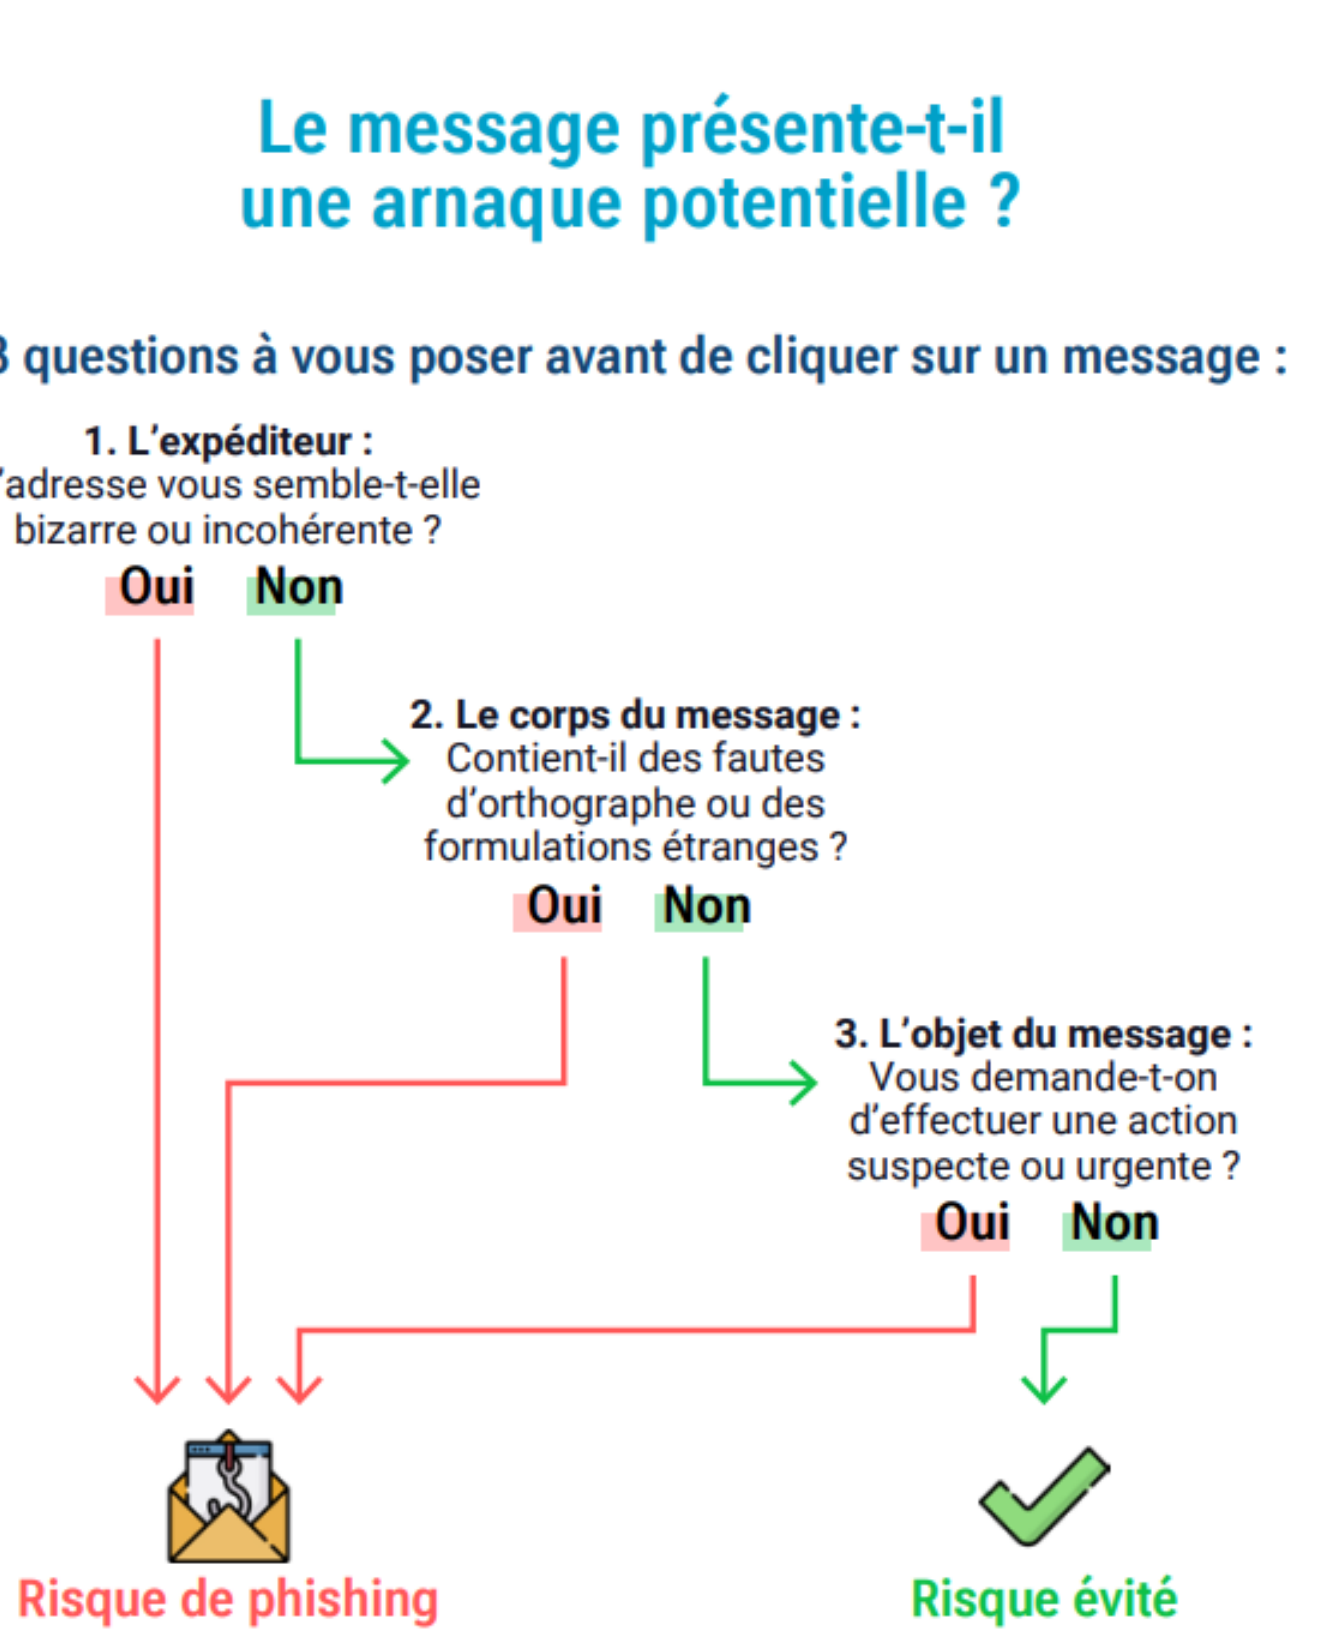 Le message présente-t-il
une arnaque potentielle ?
3 questions à vous poser avant de cliquer sur un message :
1. L’expéditeur :
’adresse vous semble-t-elle
bizarre ou incohérente ?
Oui Non
2. Le corps du message :
Contient-il des fautes
d’orthographe ou des
formulations étranges ?
Oui Non
3. L’objet du message :
Vous demande-t-on
d’effectuer une action
suspecte ou urgente ?
Oui Non
Risque de phishing
Risque évité